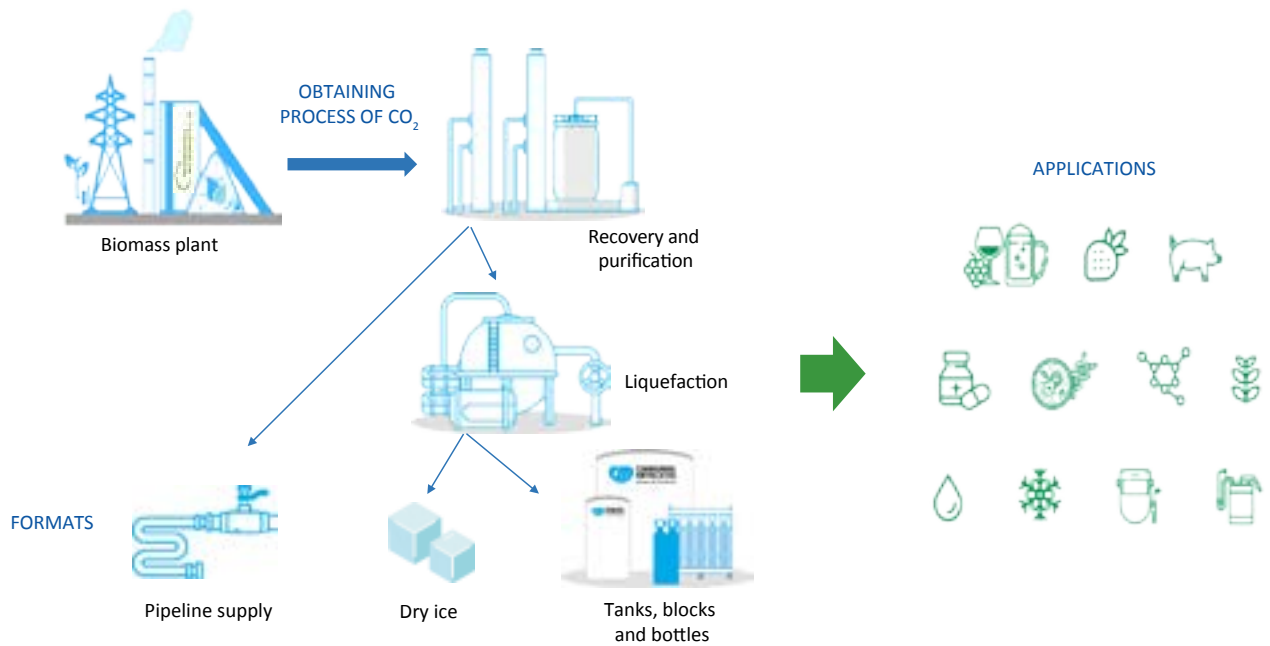 OBTAINING
PROCESS OF CO₂
Biomass plant
Recovery and
purification
APPLICATIONS
Liquefaction
FORMATS
Pipeline supply
Dry ice
Tanks, blocks
and bottles